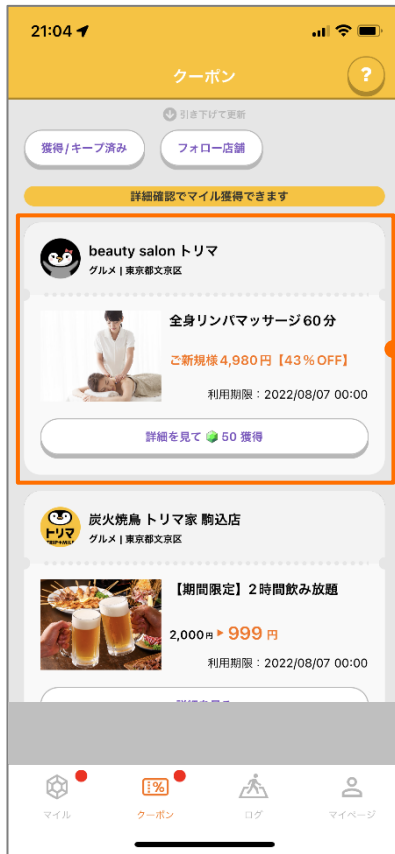 21:04
クーポン
?
引き下げて更新
獲得/キープ済み
フォロー店舗
詳細確認でマイル獲得できます
beauty salon トリマ
グルメ | 東京都文京区
全身リンパマッサージ60分
ご新規様4,980円【43%OFF】
利用期限：2022/08/07 00:00
詳細を見て 50 獲得
トリマ
炭火焼鳥 トリマ家 駒込店
グルメ | 東京都文京区
【期間限定】2時間飲み放題
2,000円 ▶ 999 円
利用期限：2022/08/07 00:00
マイル
クーポン
ログ
マイページ